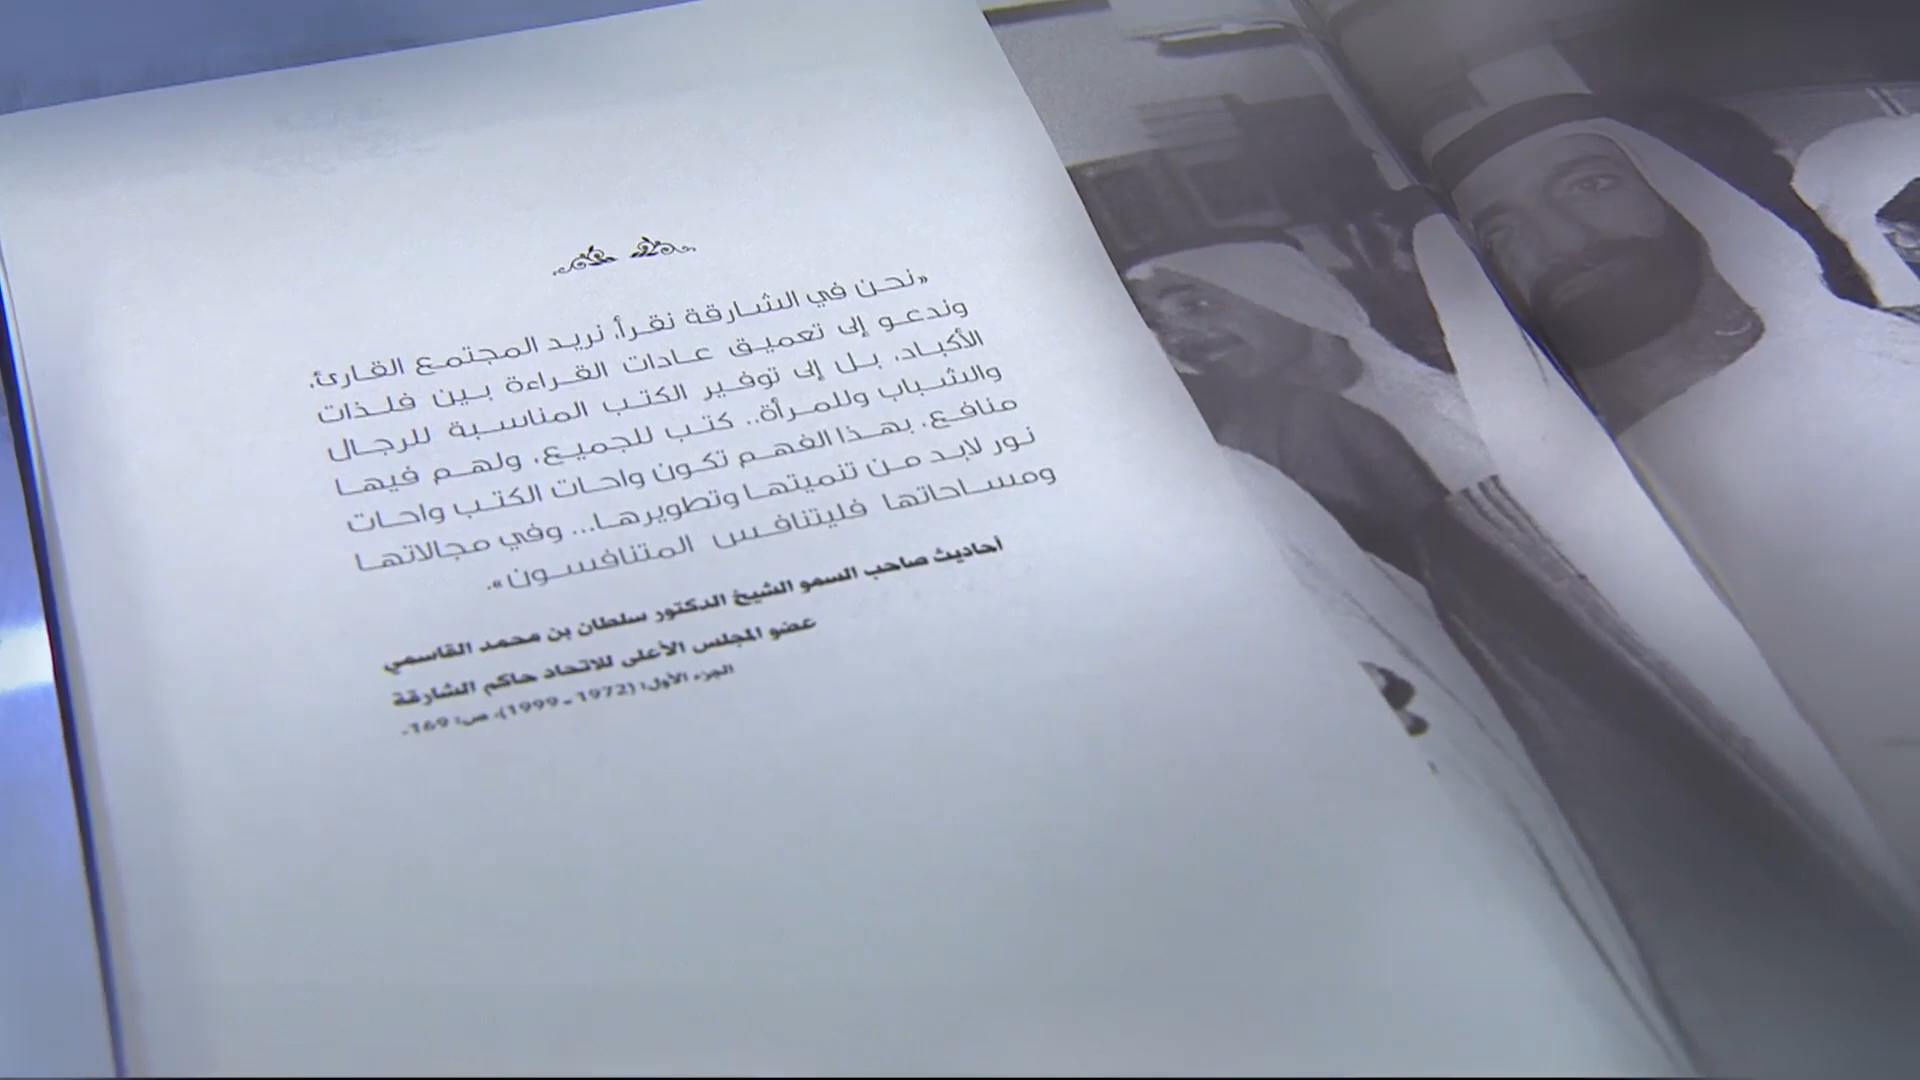 «نحن في الشارقة نقرأ، نريد المجتمع القارئ،
وندعو إلى تعميق عادات القراءة بين فلذات
الأكباد، بل إلى توفير الكتب المناسبة للرجال
والشباب وللمرأة.. كتب للجميع، ولهم فيها
منافع، بهذا الفهم تكون واحات الكتب واحات
نور لابد من تنميتها وتطويرها... وفي مجالاتها
ومساحاتها فليتنافس المتنافسون».
أحاديث صاحب السمو الشيخ الدكتور سلطان بن محمد القاسمي
عضو المجلس الأعلى للاتحاد حاكم الشارقة
الجزء الأول: (1972 ـ 1999)، ص: 169.